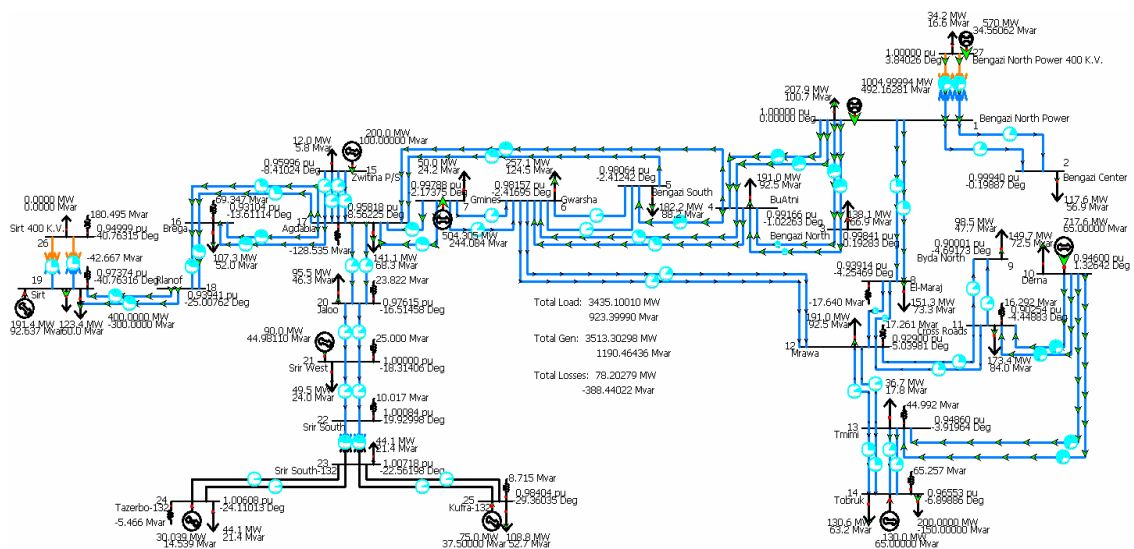 34.2 MW
16.6 Mvar
570 MW
34.56062 Mvar
27
1.00000 pu
3.84026 Deg
Bengazi North Power 400 K.V.
1004.99994 MW
492.16281 Mvar
207.9 MW
100.7 Mvar
1.00000 pu
0.00000 Deg
Bengazi North Power
1
2
Bengazi Center
0.99940 pu
-0.19887 Deg
117.6 MW
56.9 Mvar
12.0 MW
5.8 Mvar
200.0 MW
100.00000 Mvar
0.95996 pu
-8.41024 Deg
15
Zwitina P/S
50.0 MW
24.2 Mvar
257.1 MW
124.5 Mvar
0.98064 pu
-2.41242 Deg
5
Bengazi South
182.2 MW
88.2 Mvar
0.99788 pu
-2.17375 Deg
7
Gmines
504.305 MW
244.084 Mvar
0.98157 pu
-2.41695 Deg
Gwarsha
6
4
BuAtni
191.0 MW
92.5 Mvar
0.99166 pu
-1.02263 Deg
Bengazi North
3
138.1 MW
66.9 Mvar
0.99841 pu
-0.19283 Deg
0.0000 MW
0.0000 Mvar
180.495 Mvar
Sirt 400 K.V.
26
0.94999 pu
-40.76315 Deg
-42.667 Mvar
19
Sirt
0.97374 pu
-40.76316 Deg
191.4 MW
92.637 Mvar
123.4 MW
60.0 Mvar
400.0000 MW
-300.0000 Mvar
Rlanof
18
0.93941 pu
-25.00762 Deg
16
Brega
69.347 Mvar
0.93104 pu
-13.61114 Deg
107.3 MW
52.0 Mvar
17
Agdabia
0.95818 pu
8.56225 Deg
-128.535 Mvar
141.1 MW
68.3 Mvar
95.5 MW
46.3 Mvar
23.822 Mvar
20
Jaloo
0.97615 pu
-16.51458 Deg
90.0 MW
44.98110 Mvar
25.000 Mvar
21
Srir West
1.00000 pu
-18.31406 Deg
49.5 MW
24.0 Mvar
10.017 Mvar
22
Srir South
1.00084 pu
19.92998 Deg
44.1 MW
21.4 Mvar
23
Srir South-132
1.00718 pu
-22.56198 Deg
24
Tazerbo-132
1.00608 pu
-24.11013 Deg
-5.466 Mvar
30.039 MW
14.539 Mvar
44.1 MW
21.4 Mvar
8.715 Mvar
25
Kufra-132
0.98404 pu
-29.36035 Deg
75.0 MW
37.50000 Mvar
108.8 MW
52.7 Mvar
Total Load: 3435.10010 MW
923.39990 Mvar
Total Gen: 3513.30298 MW
1190.46436 Mvar
Total Losses: 78.20279 MW
-388.44022 Mvar
0.93914 pu
-4.25469 Deg
8
El-Maraj
-17.640 Mvar
151.3 MW
73.3 Mvar
98.5 MW
47.7 Mvar
0.90001 pu
-4.69173 Deg
Byda North
9
149.7 MW
72.5 Mvar
717.6 MW
65.00000 Mvar
0.94600 pu
1.32642 Deg
10
Derna
16.292 Mvar
0.90254 pu
-4.44883 Deg
11
Cross Roads
173.4 MW
84.0 Mvar
191.0 MW
92.5 Mvar
17.261 Mvar
12
Mrawa
0.92900 pu
-5.03981 Deg
36.7 MW
17.8 Mvar
44.992 Mvar
13
Tmimi
0.94860 pu
-3.91964 Deg
65.257 Mvar
14
Tobruk
0.96553 pu
-6.89886 Deg
130.6 MW
63.2 Mvar
130.0 MW
65.00000 Mvar
200.0000 MW
-150.00000 Mvar